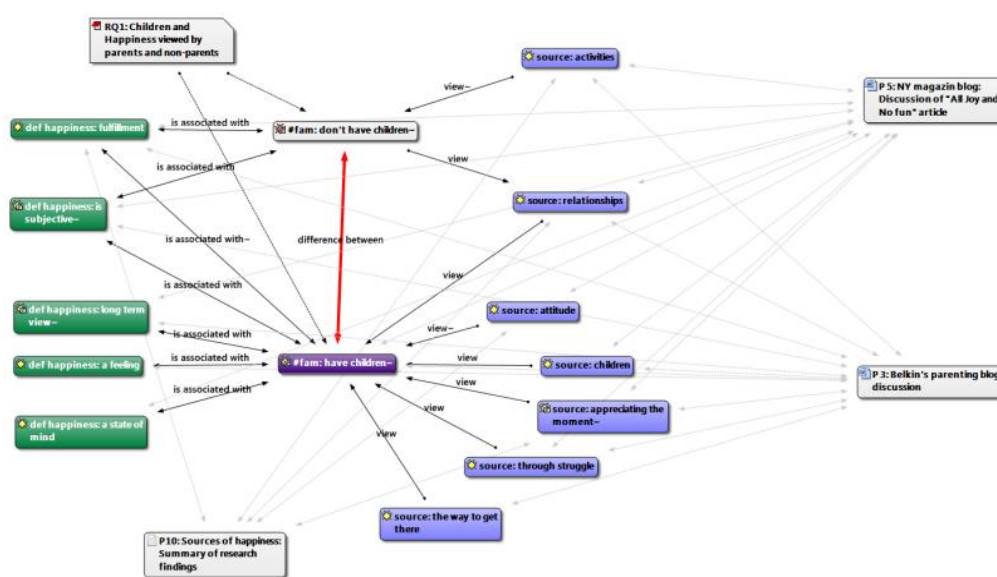 RQ1: Children and
Happiness viewed by
parents and non-parents
source: activities
view~
P 5: NY magazin blog:
Discussion of "All Joy and
No fun" article
def happiness: fulfillment
is associated with
#fam: don't have children~
view
is associated with
def happiness: is
subjective~
source: relationships
is associated with~
difference between
view
is associated with
def happiness: long term
view~
source: attitude
is associated with
view~
def happiness: a feeling
is associated with
#fam: have children~
view
source: children
P 3: Belkin's parenting blog
discussion
view
is associated with
source: appreciating the
moment~
def happiness: a state of
mind
view
view
source: through struggle
source: the way to get
there
P10: Sources of happiness:
Summary of research
findings